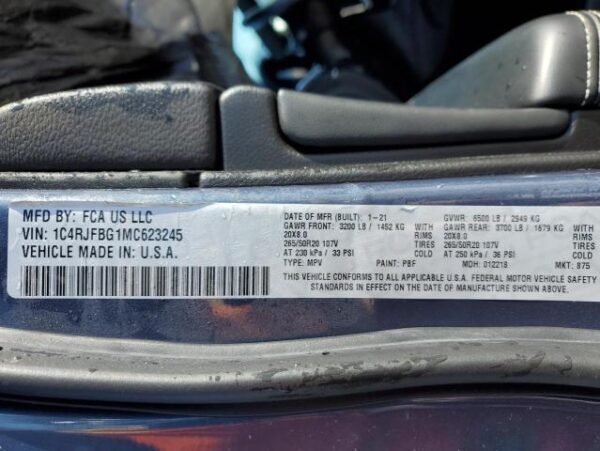 MFD BY: FCA US LLC
VIN: 1C4RJFBG1MC623245
VEHICLE MADE IN: U.S.A.
DATE OF MFR (BUILT): 1-21 GVWR: 6500 LB / 2949 KG
GAWR FRONT: 3200 LB / 1452 KG WITH GAWR REAR: 3700 LB / 1679 KG WITH
20X8.0 RIMS 20X8.0 RIMS
265/50R20 107V TIRES 265/50R20 107V TIRES
AT 230 kPa / 33 PSI COLD AT 250 kPa / 36 PSI COLD
TYPE: MPV PAINT: PBF MDH: 012218 MKT: 875
THIS VEHICLE CONFORMS TO ALL APPLICABLE U.S.A. FEDERAL MOTOR VEHICLE SAFETY
STANDARDS IN EFFECT ON THE DATE OF MANUFACTURE SHOWN ABOVE.